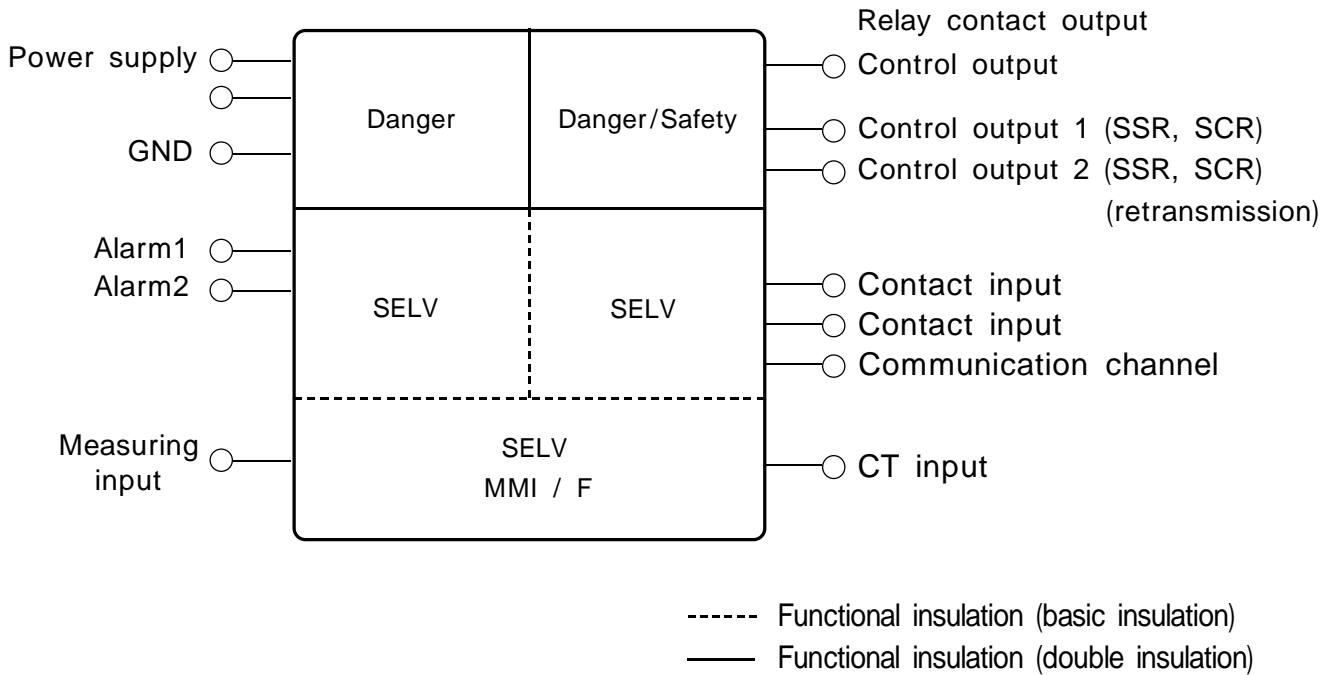 Relay contact output
Power supply
Control output
Danger
Danger/Safety
Control output 1 (SSR, SCR)
GND
Control output 2 (SSR, SCR)
(retransmission)
Alarm1
Alarm2
SELV
SELV
Contact input
Contact input
Communication channel
Measuring
input
SELV
MMI / F
CT input
Functional insulation (basic insulation)
Functional insulation (double insulation)